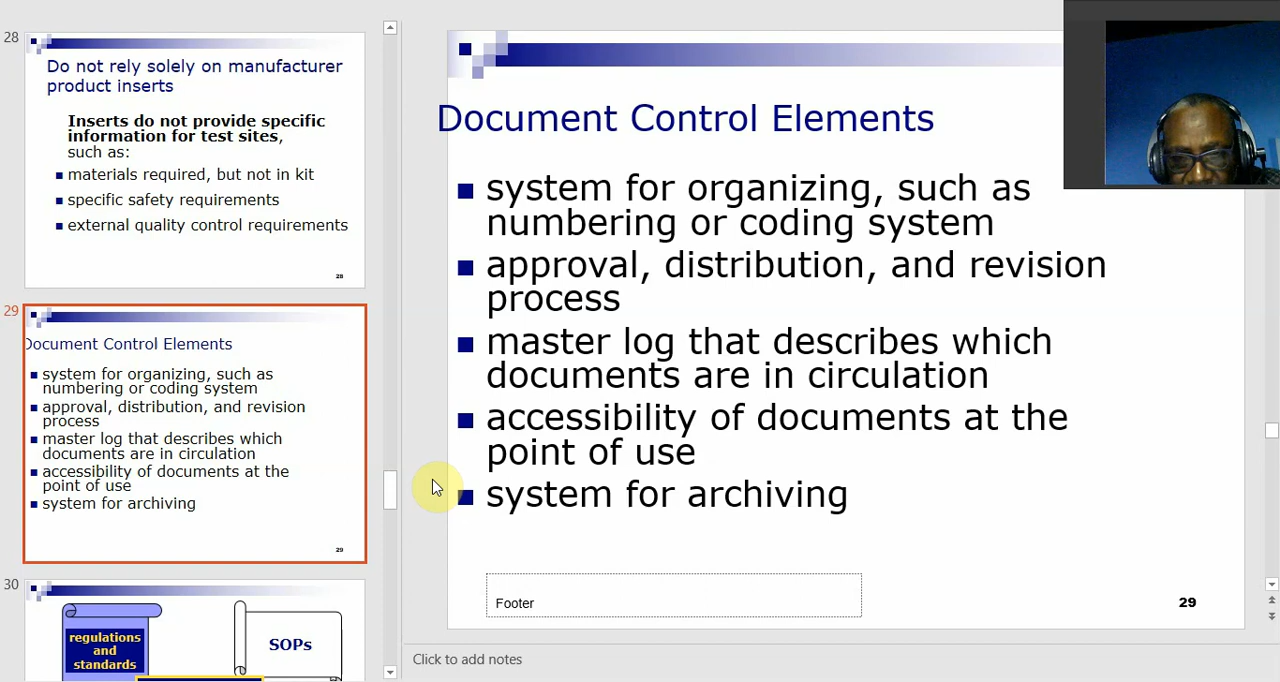 28
Do not rely solely on manufacturer
product inserts
Inserts do not provide specific
information for test sites,
such as:
materials required, but not in kit
specific safety requirements
external quality control requirements
28
29
Document Control Elements
system for organizing, such as
numbering or coding system
approval, distribution, and revision
process
master log that describes which
documents are in circulation
accessibility of documents at the
point of use
system for archiving
29
30
regulations
and
standards
SOPs
Document Control Elements
system for organizing, such as
numbering or coding system
approval, distribution, and revision
process
master log that describes which
documents are in circulation
accessibility of documents at the
point of use
system for archiving
Footer
29
Click to add notes